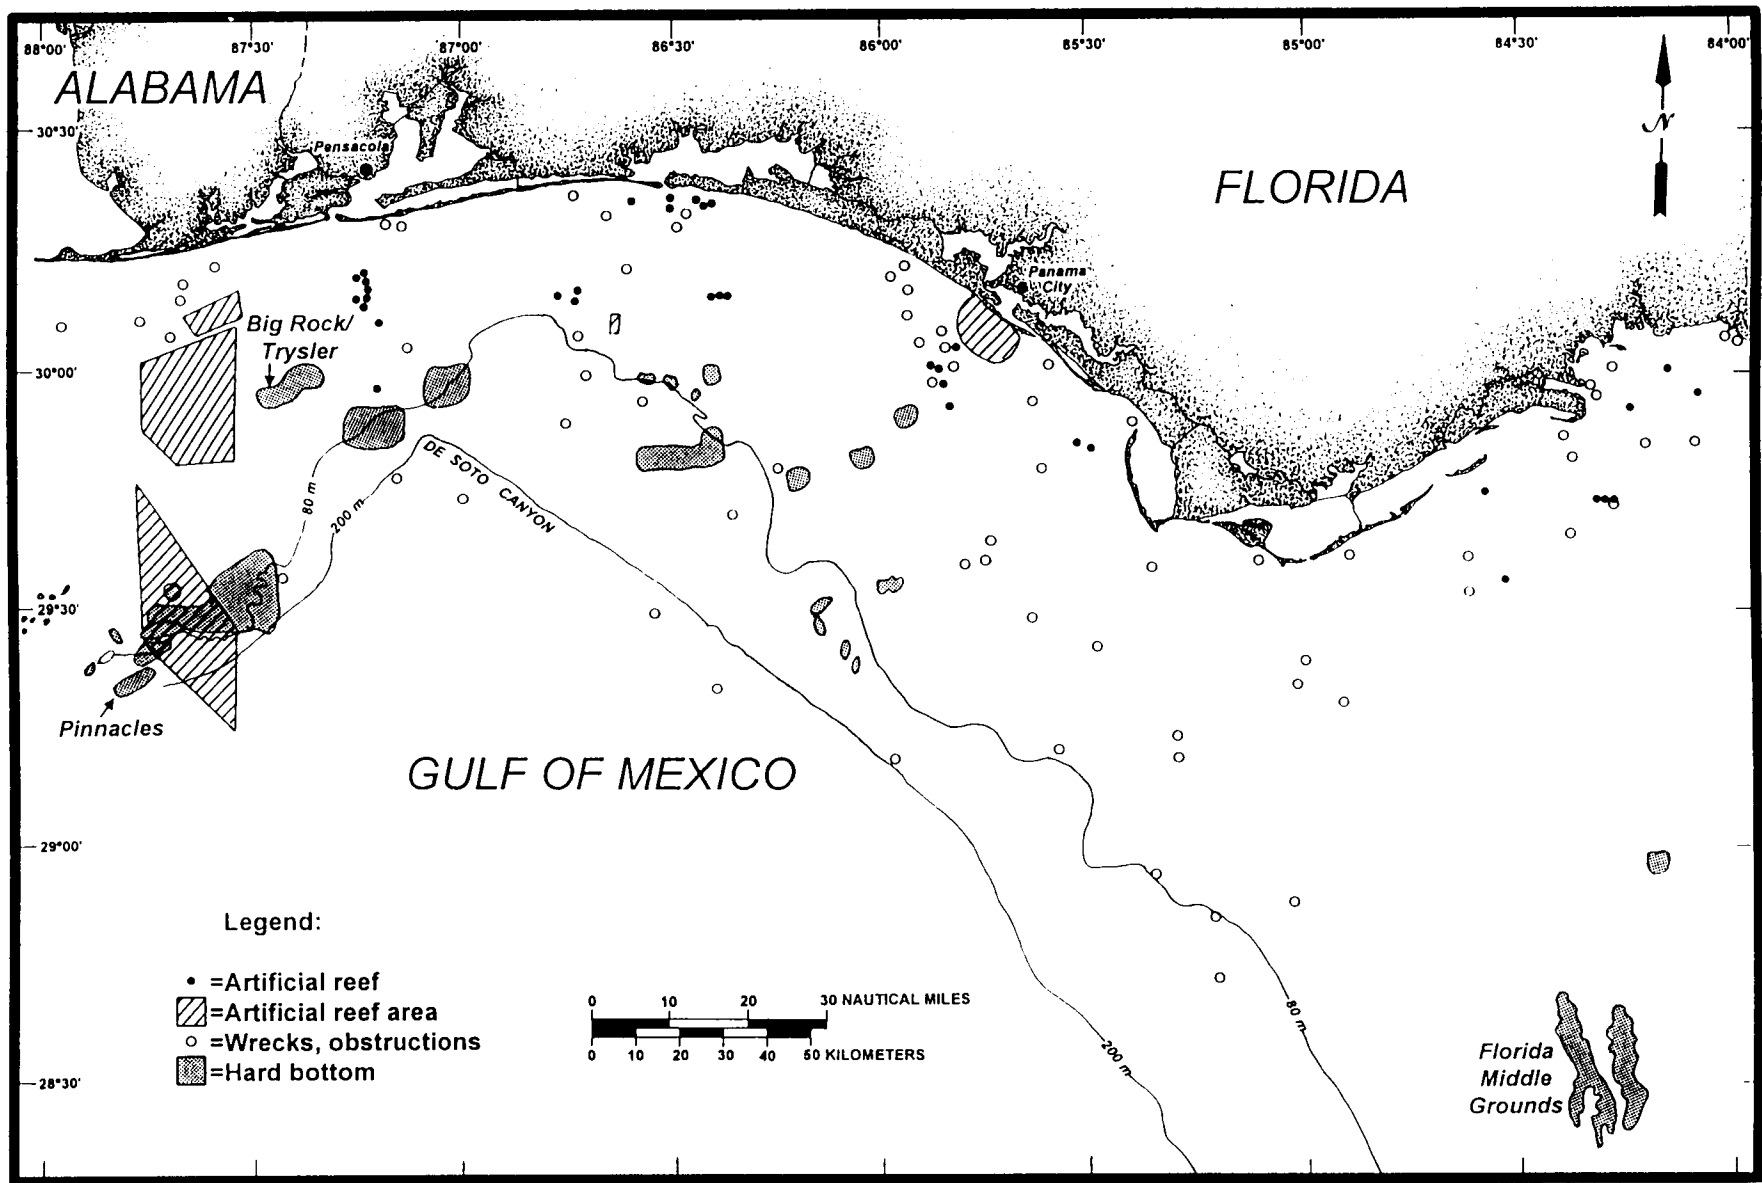 88°00'
87°30'
87°00'
86°30'
86°00'
85°30'
85°00'
84°30'
84°00'
ALABAMA
30°30'
N
Pensacola
FLORIDA
Panama
City
Big Rock/
Trysler
30°00'
DE SOTO CANYON
80 m
200 m
29°30'
Pinnacles
GULF OF MEXICO
29°00'
Legend:
=Artificial reef
=Artificial reef area
=Wrecks, obstructions
=Hard bottom
0 10 20 30 NAUTICAL MILES
0 10 20 30 40 50 KILOMETERS
80 m
200 m
28°30'
Florida
Middle
Grounds